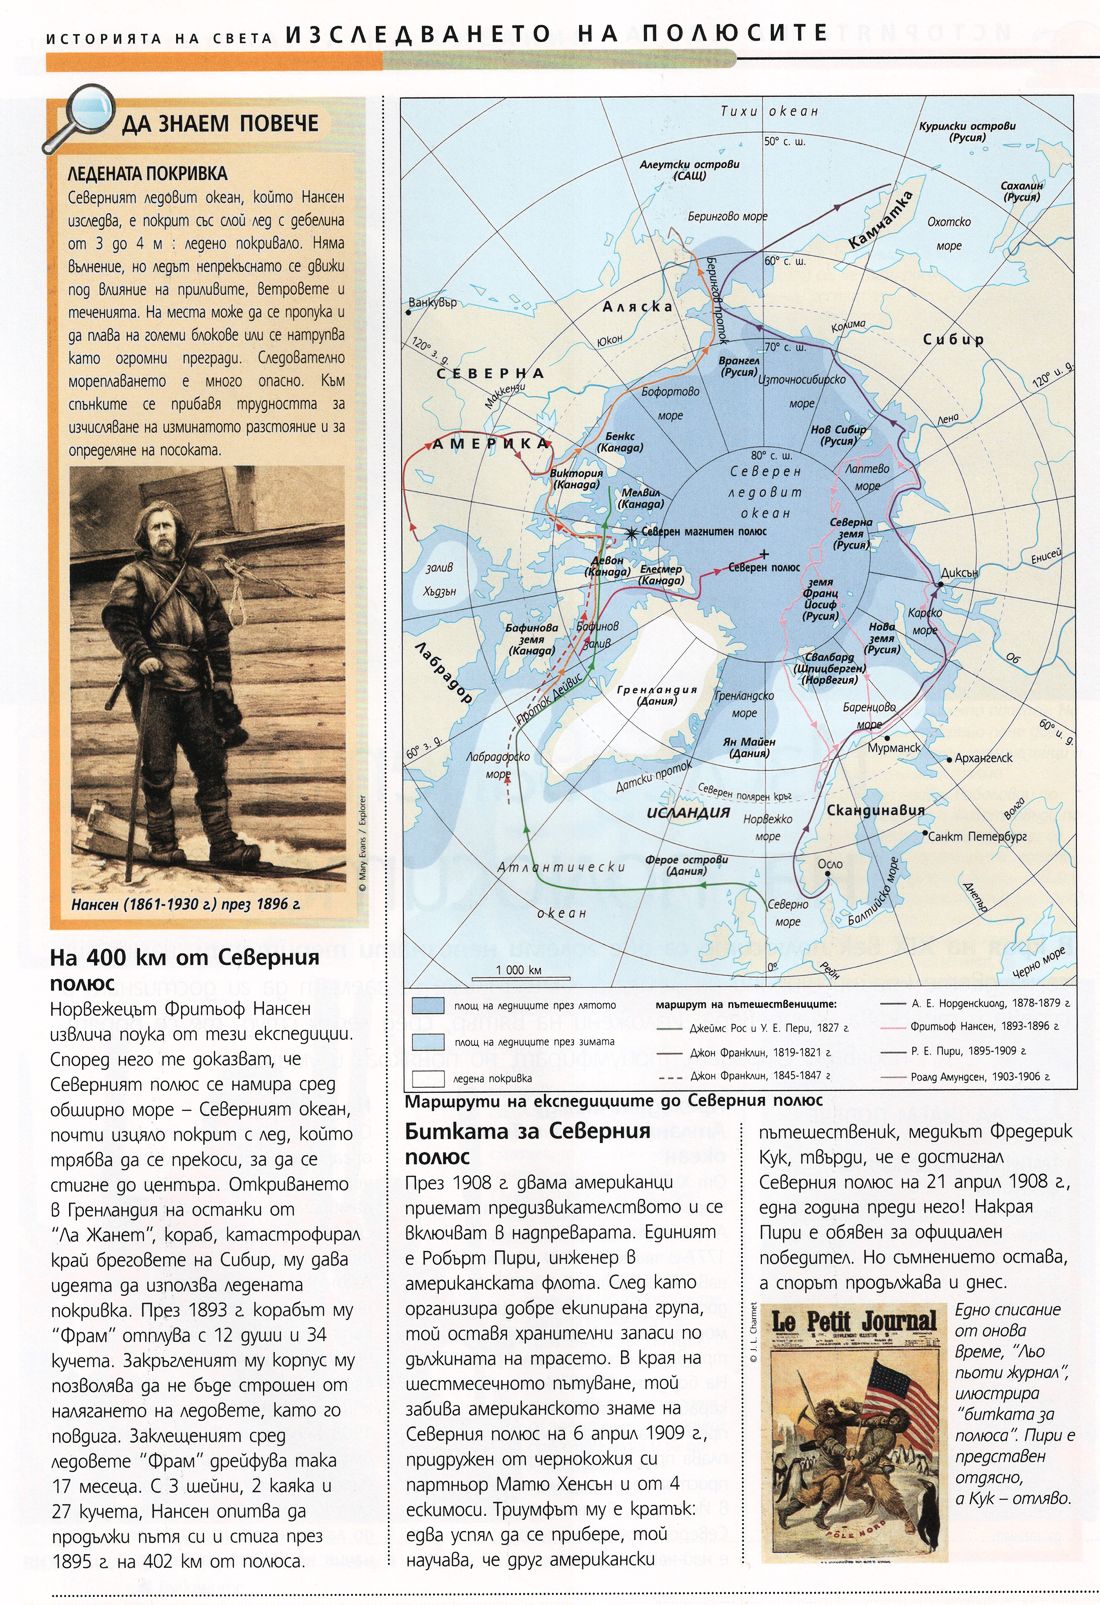 ИСТОРИЯТА НА СВЕТА ИЗСЛЕДВАНЕТО НА ПОЛЮСИТЕ
ДА ЗНАЕМ ПОВЕЧЕ
ЛЕДЕНАТА ПОКРИВКА
Северният ледовит океан, който Нансен
изследва, е покрит със слой лед с дебелина
от 3 до 4 м : ледено покривало. Няма
вълнение, но ледът непрекъснато се движи
под влияние на приливите, ветровете и
теченията. На места може да се пропука и
да плава на големи блокове или се натрупва
като огромни прегради. Следователно
мореплаването е много опасно. Към
спънките се прибавя трудността за
изчисляване на изминатото разстояние и за
определяне на посоката.
© Mary Evans / Explorer
Нансен (1861-1930 г.) през 1896 г.
На 400 km от Северния
полюс
Норвежецът Фритьоф Нансен
извлича поука от тези експедиции.
Според него те доказват, че
Северният полюс се намира сред
обширно море – Северният океан,
почти изцяло покрит с лед, който
трябва да се прекоси, за да се
стигне до центъра. Откриването
в Гренландия на останки от
“Ла Жанет”, кораб, катастрофирал
край бреговете на Сибир, му дава
идеята да използва ледената
покривка. През 1893 г. корабът му
“Фрам” отплува с 12 души и 34
кучета. Закръгленият му корпус му
позволява да не бъде строшен от
налягането на ледовете, като го
повдига. Заклещеният сред
ледовете “Фрам” дрейфува така
17 месеца. С 3 шейни, 2 каяка и
27 кучета, Нансен опитва да
продължи пътя си и стига през
1895 г. на 402 km от полюса.
Тихи океан
50° с. ш.
Курилски острови
(Русия)
Алеутски острови
(САЩ)
Сахалин
(Русия)
Берингово море
Камчатка
Охотско
море
60° с. ш.
Берингов проток
Ванкувър
Аляска
Юкон
Колима
Сибир
120° з. д.
70° с. ш.
Врангел
(Русия)
120° и. д.
СЕВЕРНА
Маккензи
Бофортово
море
Източносибирско
море
Лена
АМЕРИКА
Бенкс
(Канада)
Нов Сибир
(Русия)
80° с. ш.
Виктория
(Канада)
Северен
ледовит
океан
Лаптево
море
Мелвил
(Канада)
Северен магнитен полюс
Северна
земя
(Русия)
Девон
(Канада)
Елесмер
(Канада)
Северен полюс
Енисей
залив
Хъдзън
Диксън
земя
Франц
Йосиф
(Русия)
Карско
море
Бафинова
земя
(Канада)
Бафинов
залив
Нова
земя
(Русия)
Лабрадор
Об
Свалбард
(Шпицберген)
(Норвегия)
Проток Дейвис
Гренландия
(Дания)
Гренландско
море
Баренцово
море
60° з. д.
60° и. д.
Лабрадорско
море
Ян Майен
(Дания)
Мурманск
Архангелск
Датски проток
Северен полярен кръг
ИСЛАНДИЯ
Норвежко
море
Скандинавия
Волга
Санкт Петербург
Атлантически
океан
Ферое острови
(Дания)
Осло
Балтийско море
Днепър
Северно
море
0°
Рейн
Черно море
1 000 км
площ на ледниците през лятото
площ на ледниците през зимата
ледена покривка
маршрут на пътешествениците:
Джеймс Рос и У. Е. Пери, 1827 г.
Джон Франклин, 1819-1821 г.
Джон Франклин, 1845-1847 г.
А. Е. Норденскиолд, 1878-1879 г.
Фритьоф Нансен, 1893-1896 г.
Р. Е. Пири, 1895-1909 г.
Роалд Амундсен, 1903-1906 г.
Маршрути на експедициите до Северния полюс
Битката за Северния
полюс
През 1908 г. двама американци
приемат предизвикателството и се
включват в надпреварата. Единият
е Робърт Пири, инженер в
американската флота. След като
организира добре екипирана група,
той оставя хранителни запаси по
дължината на трасето. В края на
шестмесечното пътуване, той
забива американското знаме на
Северния полюс на 6 април 1909 г.,
придружен от чернокожия си
партньор Матю Хенсън и от 4
ескимоси. Триумфът му е кратък:
едва успял да се прибере, той
научава, че друг американски
пътешественик, медикът Фредерик
Кук, твърди, че е достигнал
Северния полюс на 21 април 1908 г.,
една година преди него! Накрая
Пири е обявен за официален
победител. Но съмнението остава,
а спорът продължава и днес.
© J. L. Charmet
Le Petit Journal
POLE NORD
Едно списание
от онова
време, “Льо
пьоти журнал”,
илюстрира
“битката за
полюса”. Пири е
представен
отдясно,
а Кук – отляво.